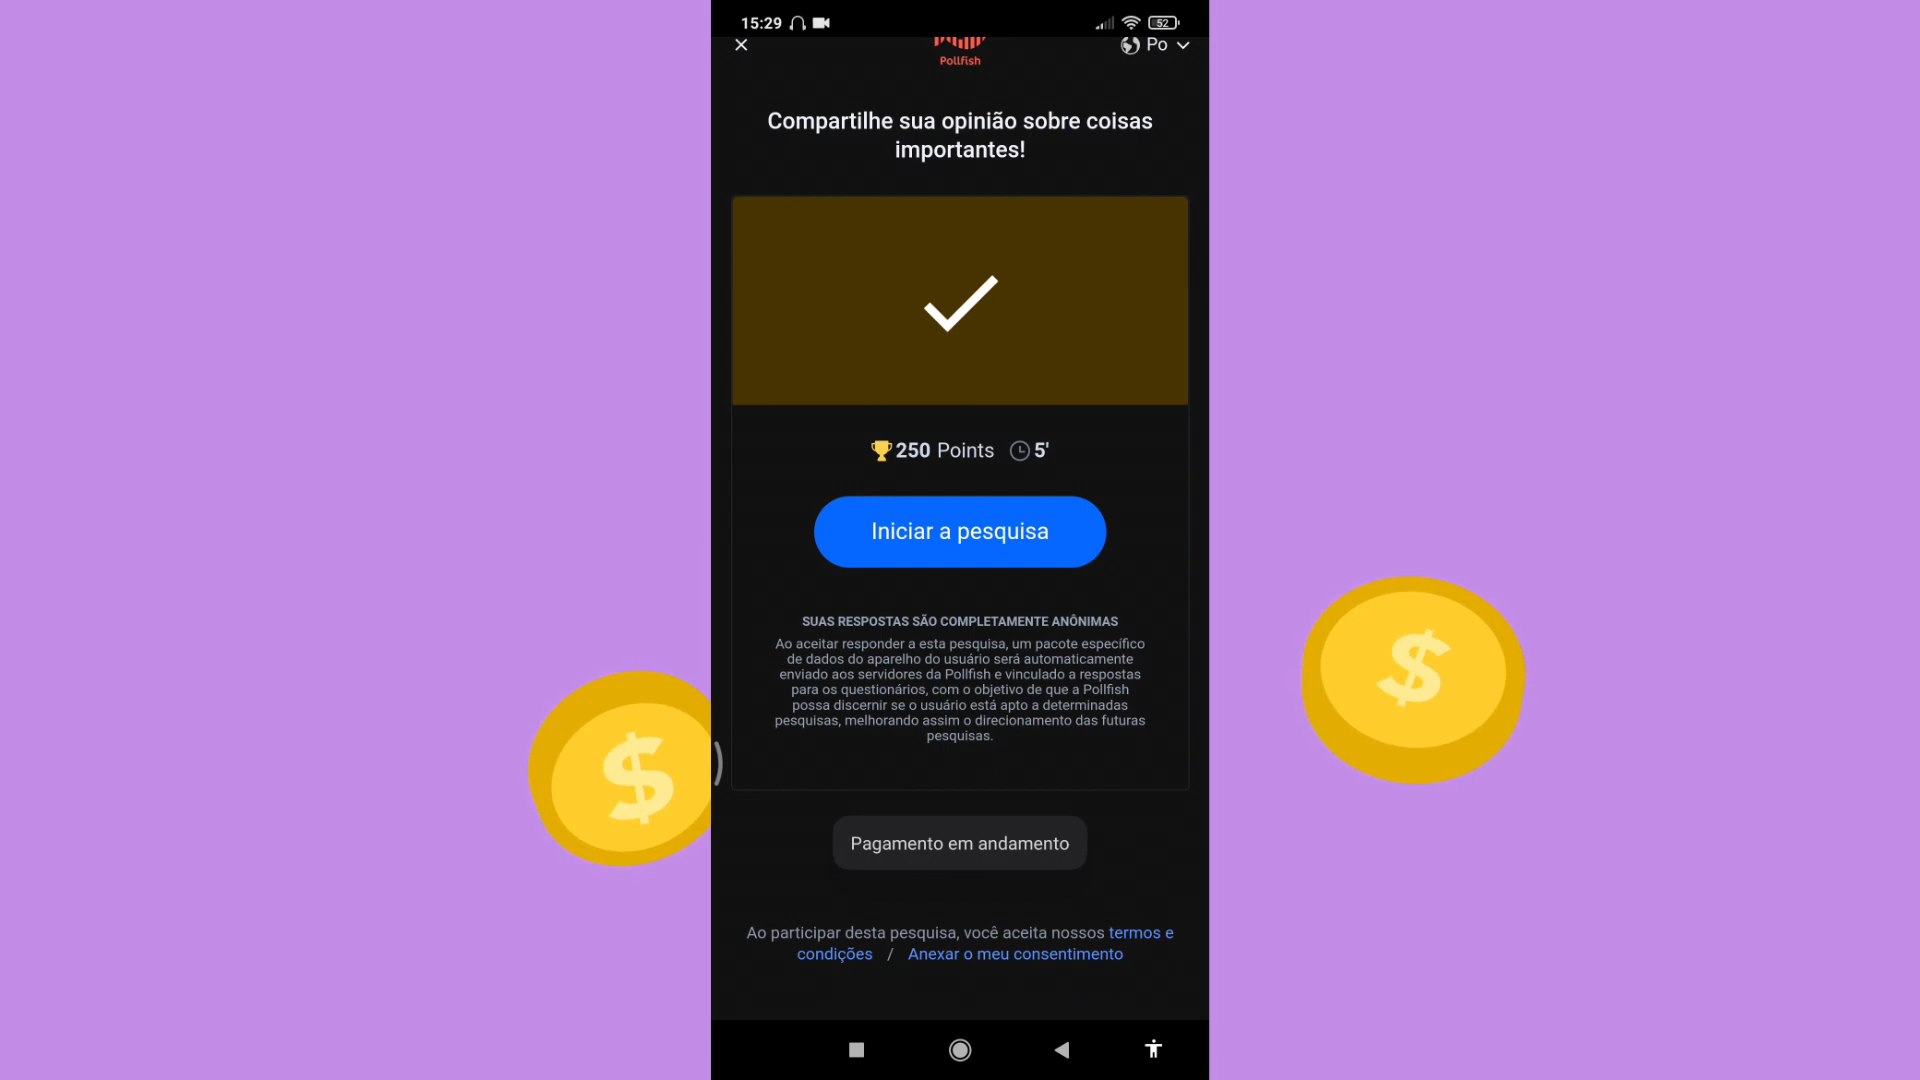 15:29
52
Pollfish
Po
Compartilhe sua opinião sobre coisas
importantes!
250 Points 5'
Iniciar a pesquisa
SUAS RESPOSTAS SÃO COMPLETAMENTE ANÔNIMAS
Ao aceitar responder a esta pesquisa, um pacote específico
de dados do aparelho do usuário será automaticamente
enviado aos servidores da Pollfish e vinculado a respostas
para os questionários, com o objetivo de que a Pollfish
possa discernir se o usuário está apto a determinadas
pesquisas, melhorando assim o direcionamento das futuras
pesquisas.
$
$
Pagamento em andamento
Ao participar desta pesquisa, você aceita nossos termos e
condições / Anexar o meu consentimento